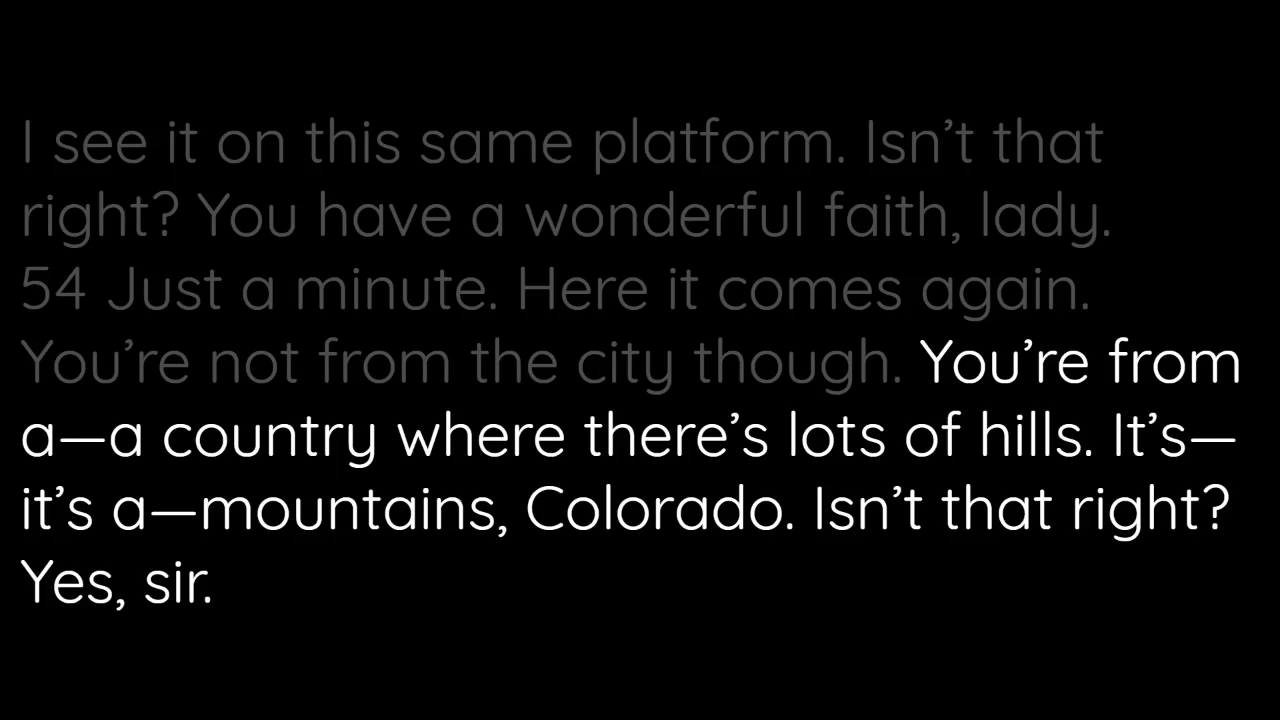 I see it on this same platform. Isn’t that
right? You have a wonderful faith, lady.
54 Just a minute. Here it comes again.
You’re not from the city though. You’re from
a—a country where there’s lots of hills. It’s—
it’s a—mountains, Colorado. Isn’t that right?
Yes, sir.